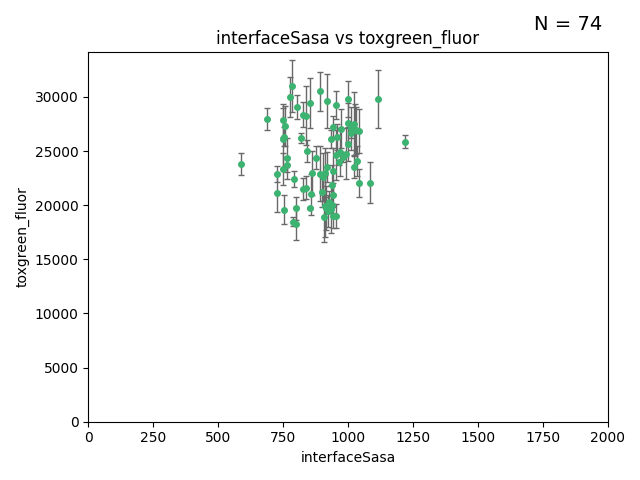 N = 74
interfaceSasa vs toxgreen_fluor
toxgreen_fluor
30000
25000
20000
15000
10000
5000
0
0 250 500 750 1000 1250 1500 1750 2000
interfaceSasa